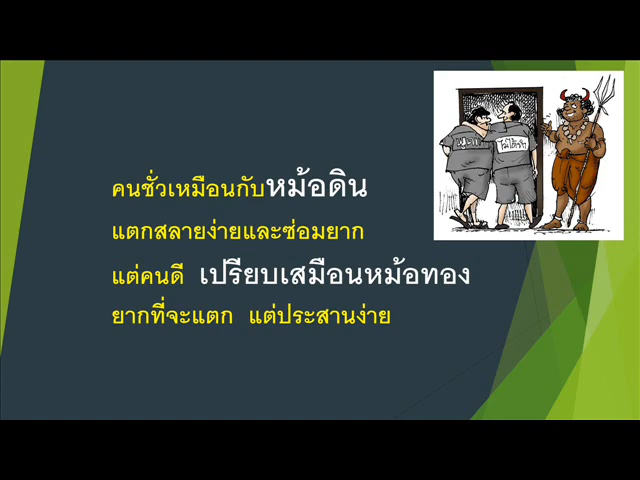 คนชั่วเหมือนกับหม้อดิน
แตกสลายง่ายและซ่อมยาก
แต่คนดี เปรียบเสมือนหม้อทอง
ยากที่จะแตก แต่ประสานง่าย